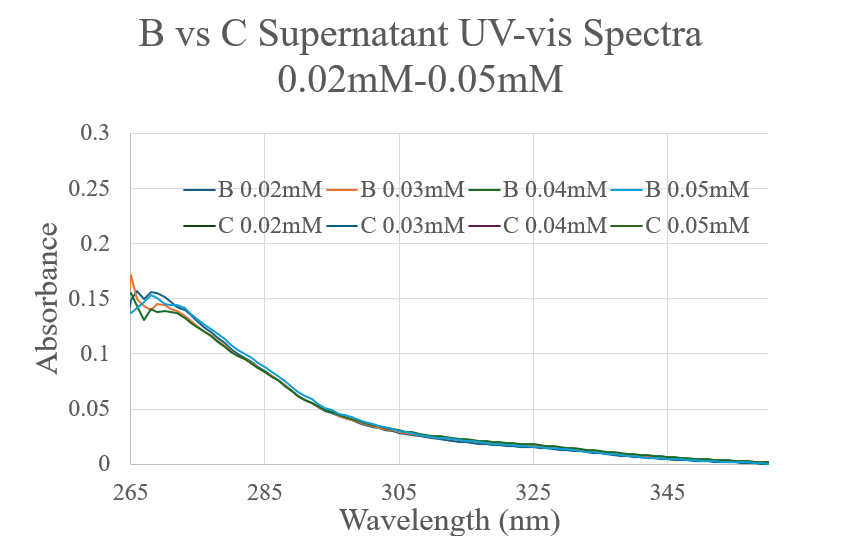 B vs C Supernatant UV-vis Spectra
0.02mM-0.05mM
0.3
0.25
0.2
0.15
0.1
0.05
0
B 0.02mM B 0.03mM B 0.04mM B 0.05mM
C 0.02mM C 0.03mM C 0.04mM C 0.05mM
Absorbance
265 285 305 325 345
Wavelength (nm)